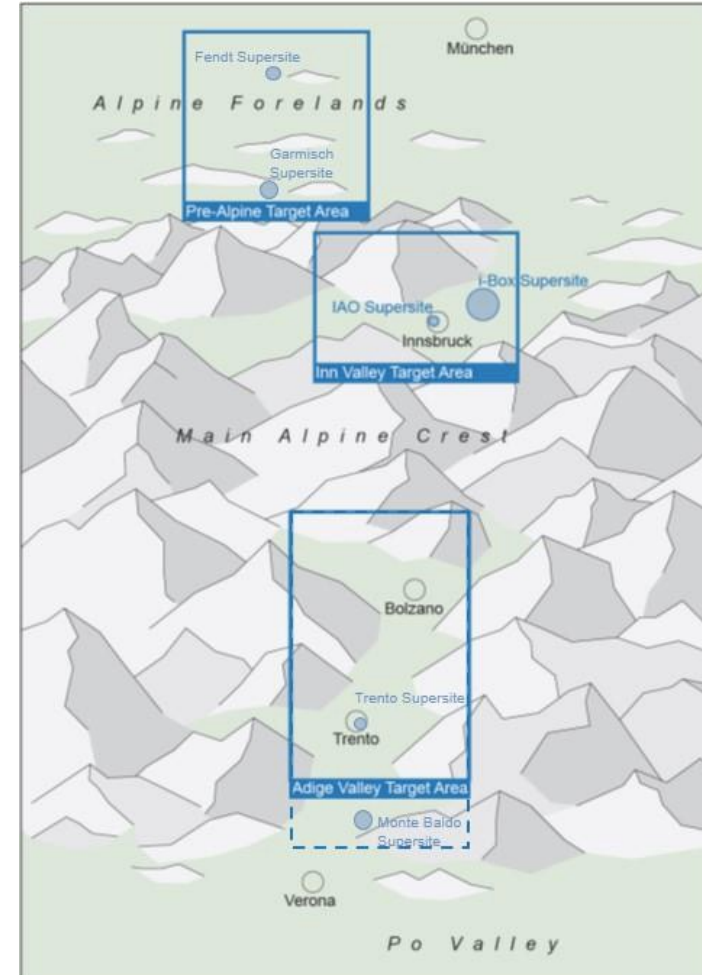 München
Fendt Supersite
Alpine Forelands
Garmisch
Supersite
Pre-Alpine Target Area
i-Box Supersite
IAO Supersite
Innsbruck
Inn Valley Target Area
Main Alpine Crest
Bolzano
Trento Supersite
Trento
Adige Valley Target Area
Monte Baldo
Supersite
Verona
Po Valley